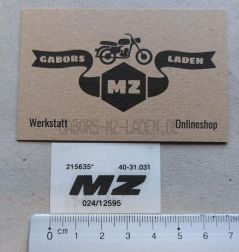 GABORS LADEN
MZ
Werkstatt Onlineshop
GABORS-MZ-LADEN.DE
215635* 40-31.031
MZ
024/12595
0 cm 1 2 3 4 5 6 7